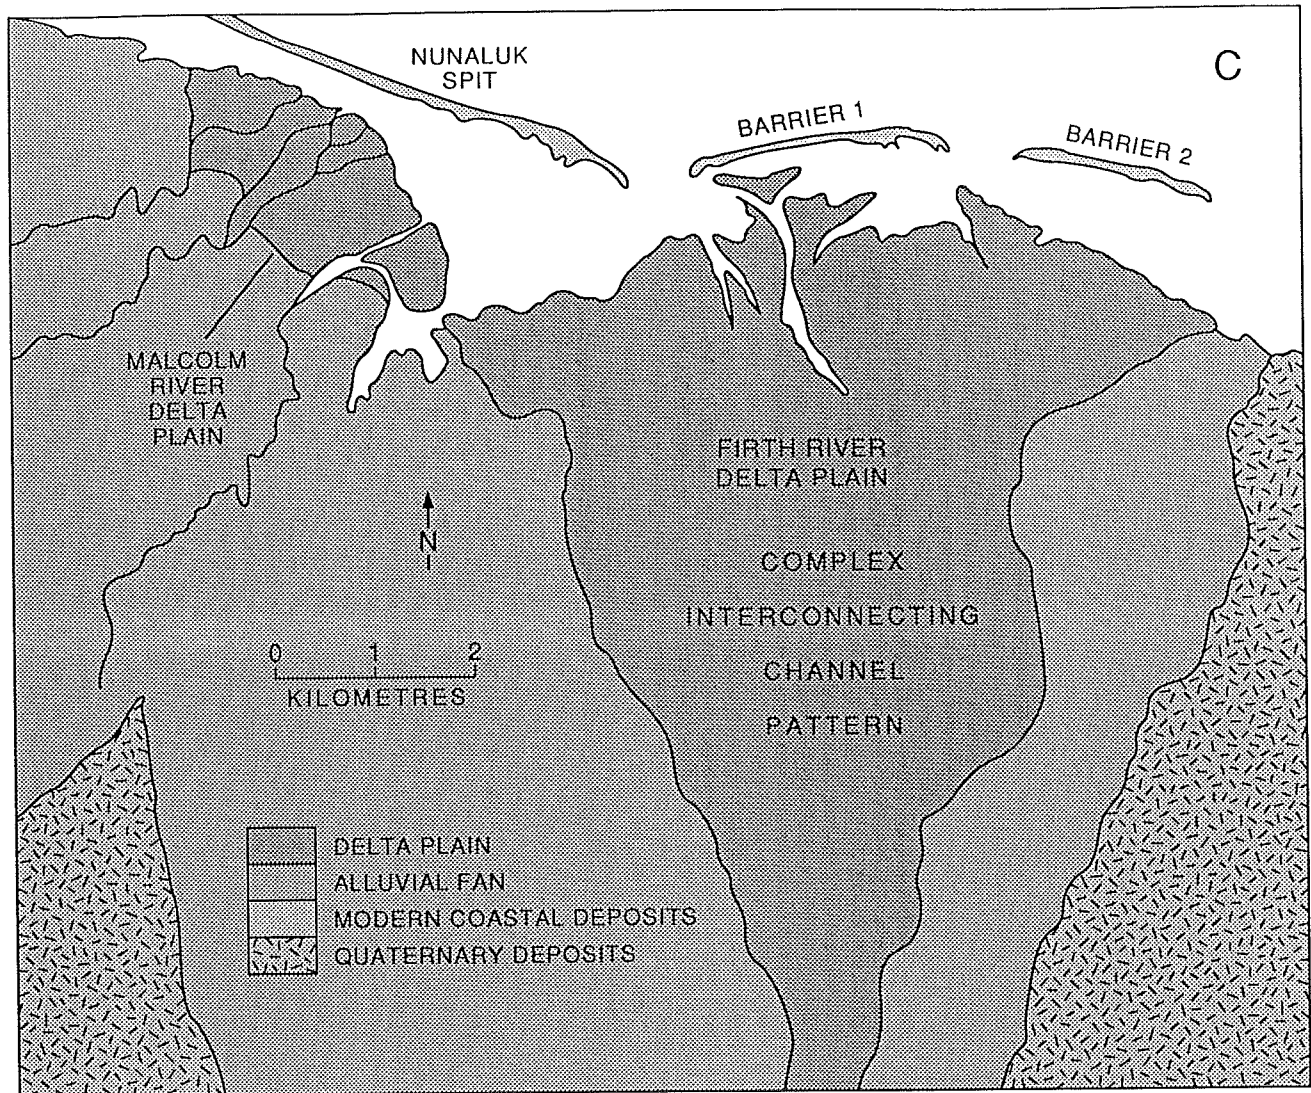 C
NUNALUK
SPIT
BARRIER 1
BARRIER 2
MALCOLM
RIVER
DELTA
PLAIN
FIRTH RIVER
DELTA PLAIN
COMPLEX
INTERCONNECTING
CHANNEL
PATTERN
N
0 1 2
KILOMETRES
DELTA PLAIN
ALLUVIAL FAN
MODERN COASTAL DEPOSITS
QUATERNARY DEPOSITS